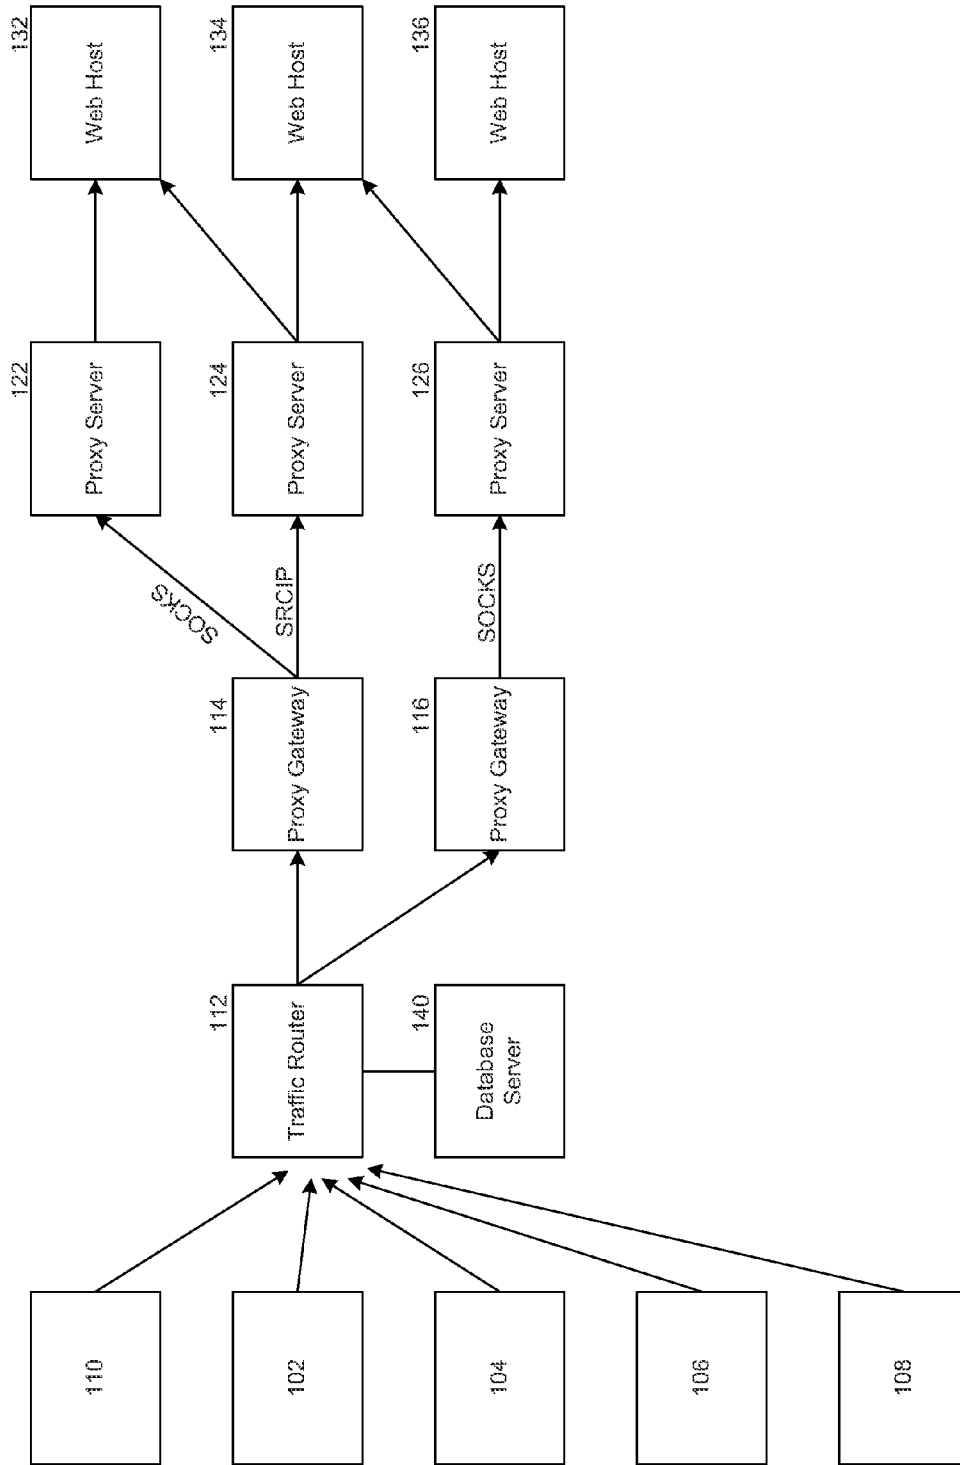 110
102
104
106
108
112
Traffic Router
140
Database
Server
114
Proxy Gateway
116
Proxy Gateway
SOCKS
SRCIP
SOCKS
122
Proxy Server
124
Proxy Server
126
Proxy Server
132
Web Host
134
Web Host
136
Web Host